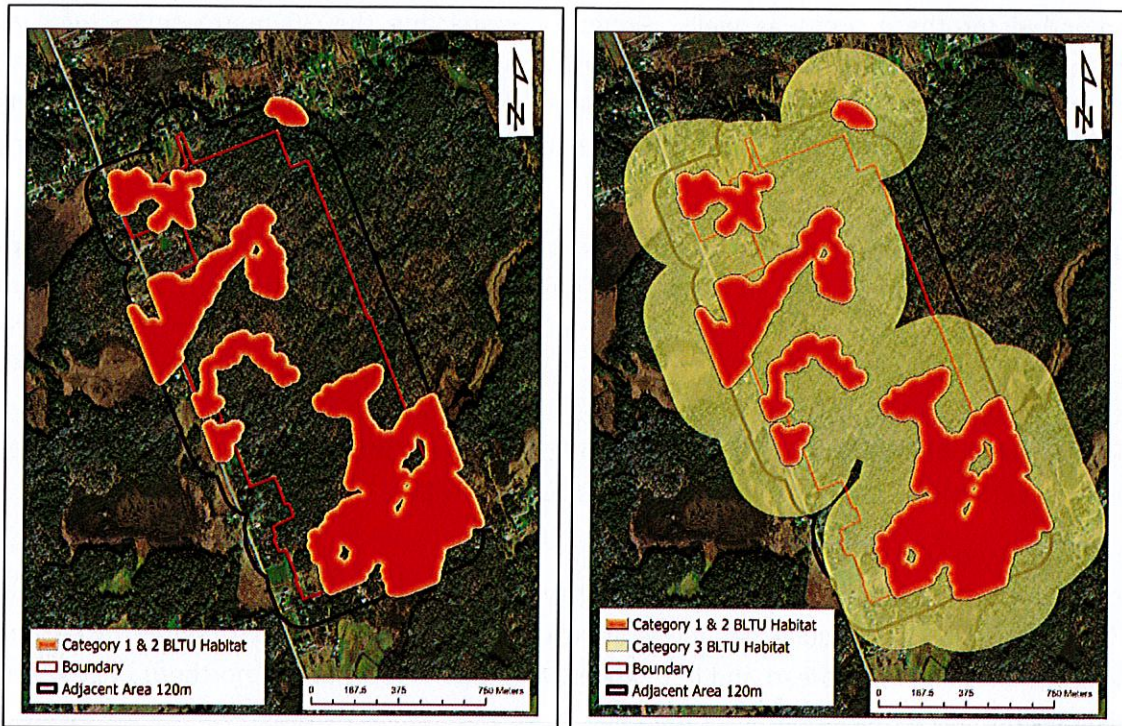 Z
Category 1 & 2 BLTU Habitat
Boundary
Adjacent Area 120m
0 187.5 375 750 Meters
Z
Category 1 & 2 BLTU Habitat
Category 3 BLTU Habitat
Boundary
Adjacent Area 120m
0 187.5 375 750 Meters